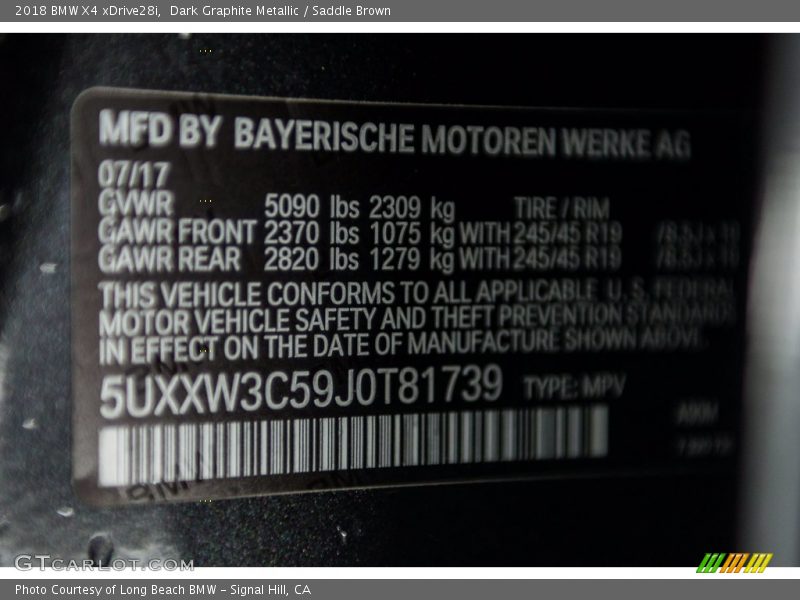 2018 BMW X4 xDrive28i, Dark Graphite Metallic / Saddle Brown
MFD BY BAYERISCHE MOTOREN WERKE AG
07/17
GVWR 5090 lbs 2309 kg TIRE / RIM
GAWR FRONT 2370 lbs 1075 kg WITH 245/45 R19
GAWR REAR 2820 lbs 1279 kg WITH 245/45 R19
THIS VEHICLE CONFORMS TO ALL APPLICABLE U.S. FEDERAL
MOTOR VEHICLE SAFETY AND THEFT PREVENTION STANDARDS
IN EFFECT ON THE DATE OF MANUFACTURE SHOWN ABOVE.
5UXXW3C59J0T81739 TYPE: MPV
GTCARLOT.COM
Photo Courtesy of Long Beach BMW - Signal Hill, CA